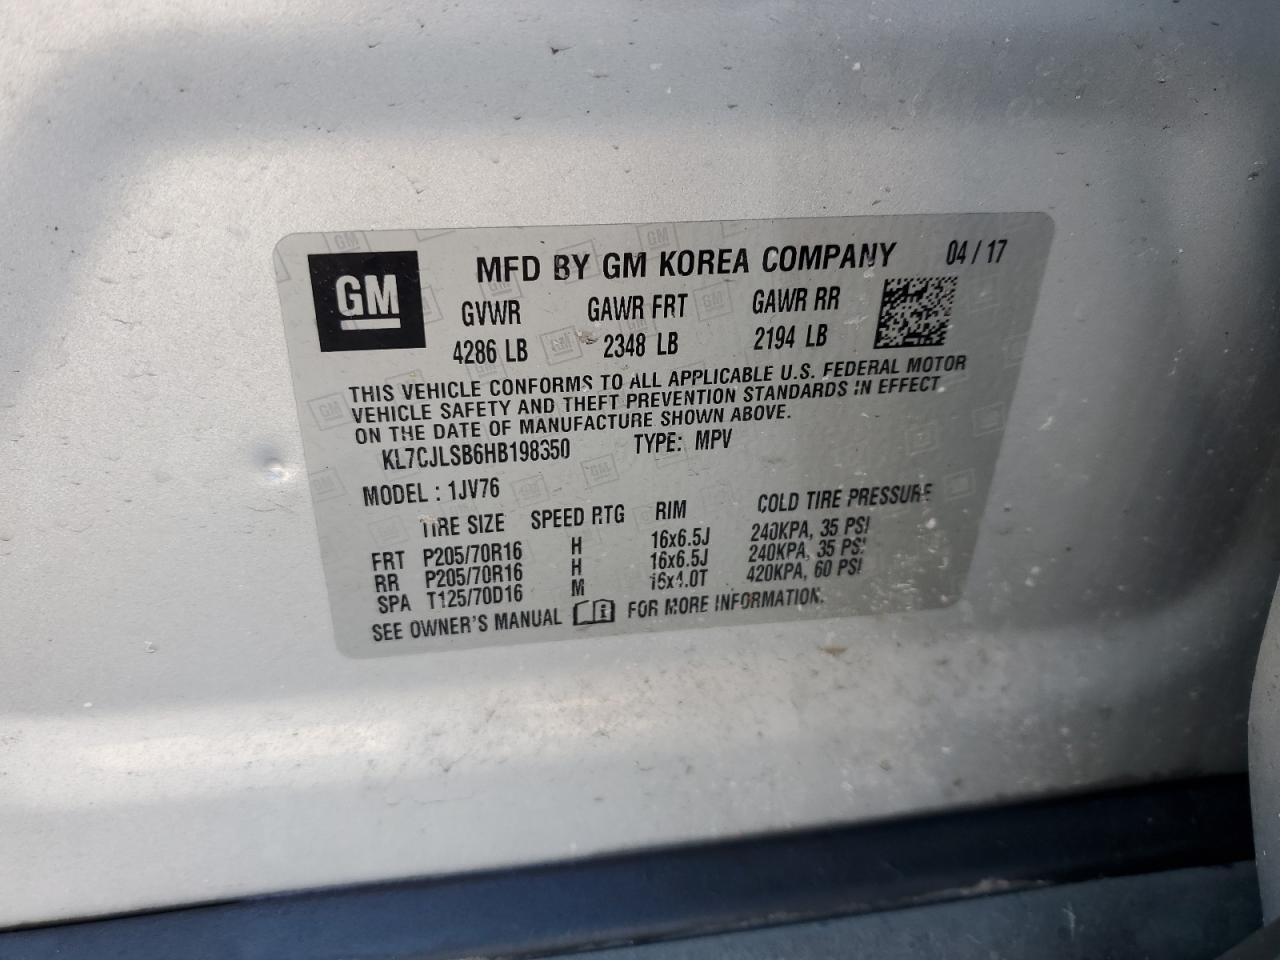 GM MFD BY GM KOREA COMPANY 04/17
GVWR GAWR FRT GAWR RR
4286 LB 2348 LB 2194 LB
THIS VEHICLE CONFORMS TO ALL APPLICABLE U.S. FEDERAL MOTOR
VEHICLE SAFETY AND THEFT PREVENTION STANDARDS IN EFFECT
ON THE DATE OF MANUFACTURE SHOWN ABOVE.
KL7CJLSB6HB198350 TYPE: MPV
MODEL : 1JV76
TIRE SIZE SPEED RTG RIM COLD TIRE PRESSURE
FRT P205/70R16 H 16x6.5J 240KPA, 35 PSI
RR P205/70R16 H 16x6.5J 240KPA, 35 PSI
SPA T125/70D16 M 16x4.0T 420KPA, 60 PSI
SEE OWNER'S MANUAL FOR MORE INFORMATION.